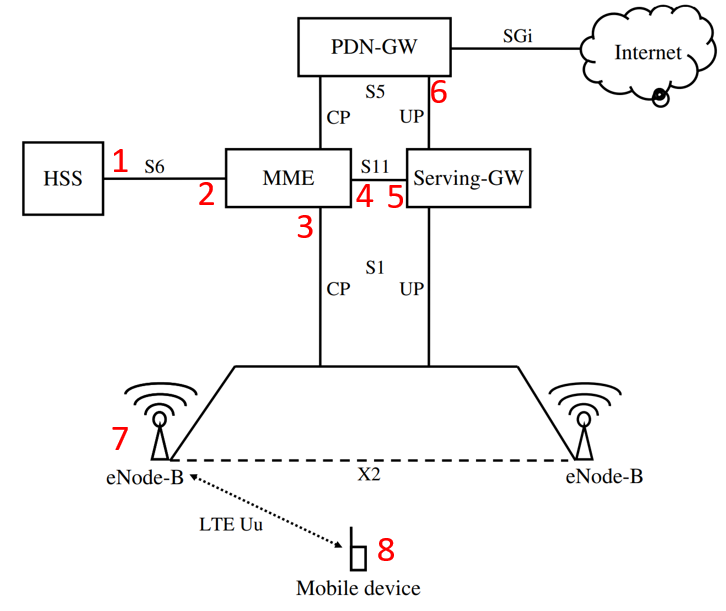 PDN-GW
SGi
Internet
S5
6
CP
UP
HSS
1
S6
2
MME
S11
4
5
Serving-GW
3
S1
CP
UP
7
eNode-B
X2
eNode-B
LTE Uu
8
Mobile device